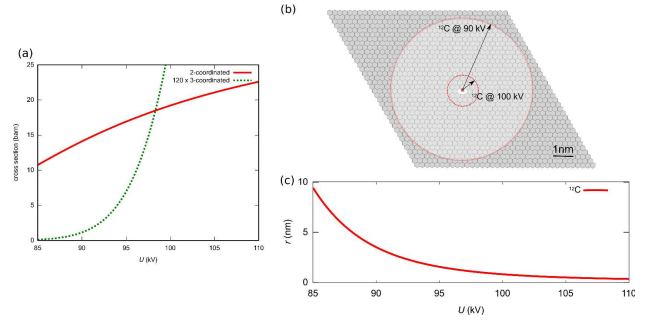 (a)
25
20
15
10
5
0
cross section (barn)
2-coordinated
120 x 3-coordinated
85
90
95
100
105
110
U (kV)
(b)
12C @ 90 kV
12C @ 100 kV
1nm
(c)
10
5
0
r (nm)
12C
85
90
95
100
105
110
U (kV)